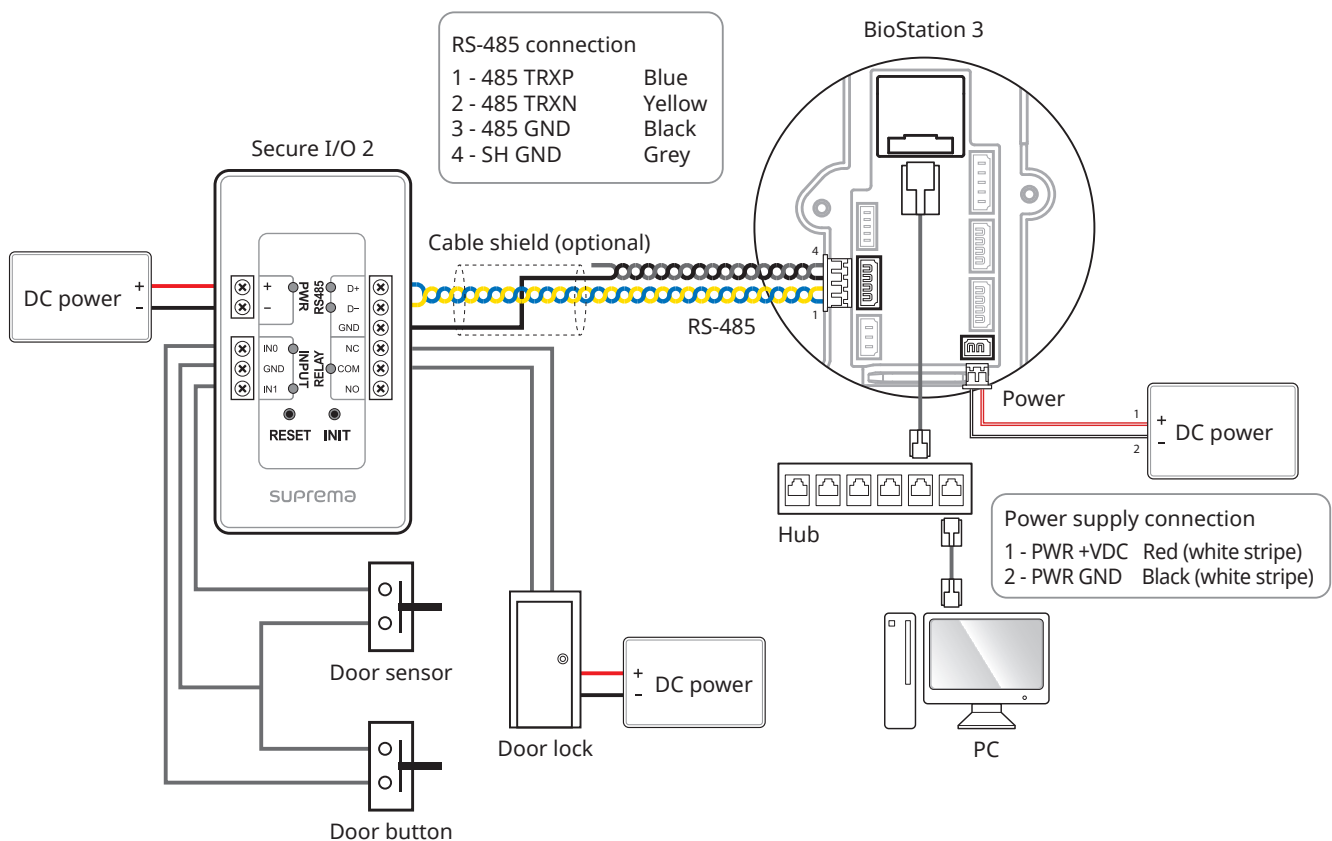 BioStation 3
RS-485 connection
1 - 485 TRXP Blue
2 - 485 TRXN Yellow
3 - 485 GND Black
4 - SH GND Grey
Secure I/O 2
Cable shield (optional)
4
1
RS-485
DC power
+
-
+
-
PWR
RS485
D+
D-
GND
IN0
GND
IN1
INPUT
RELAY
NC
COM
NO
RESET INIT
suprema
Power
1
2
+
-
DC power
Hub
Power supply connection
1 - PWR +VDC Red (white stripe)
2 - PWR GND Black (white stripe)
Door sensor
+
-
DC power
Door lock
PC
Door button